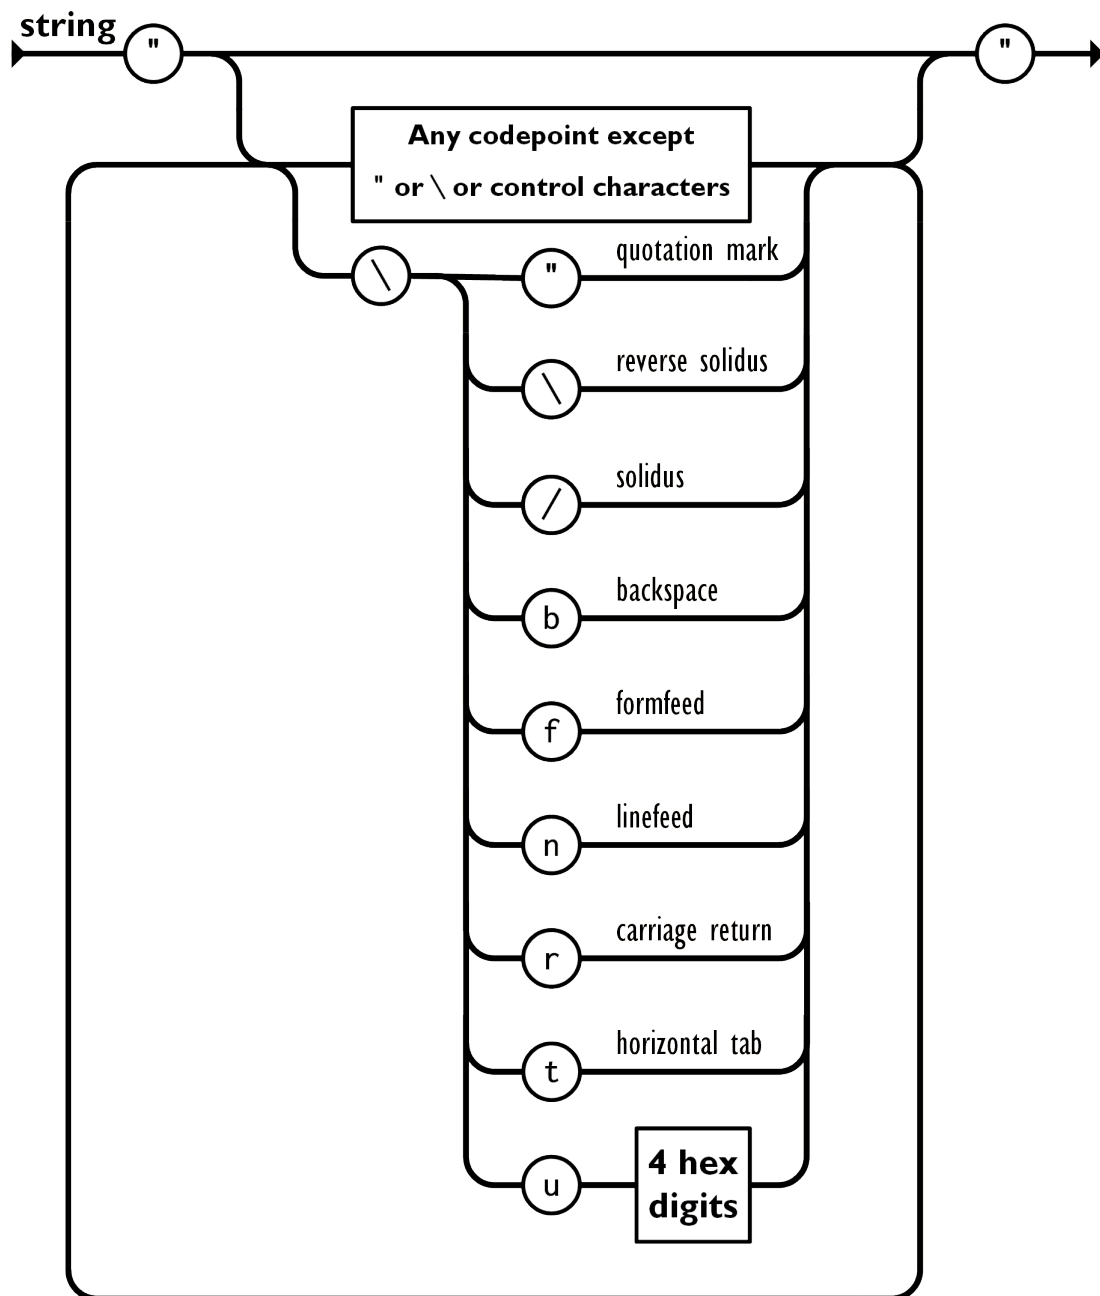 string
" "
Any codepoint except
" or \ or control characters
\ " quotation mark
\ reverse solidus
/ solidus
b backspace
f formfeed
n linefeed
r carriage return
t horizontal tab
u 4 hex
digits